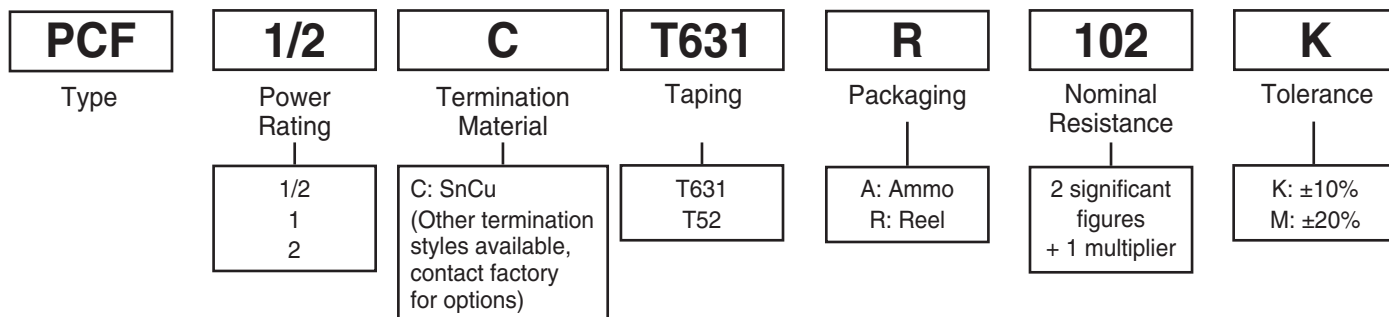 PCF 1/2 C T631 R 102 K
Type Power Termination Taping Packaging Nominal Tolerance
Rating Material Resistance
1/2 C: SnCu T631 A: Ammo 2 significant K: ±10%
1 (Other termination T52 R: Reel figures M: ±20%
2 styles available, + 1 multiplier
contact factory
for options)